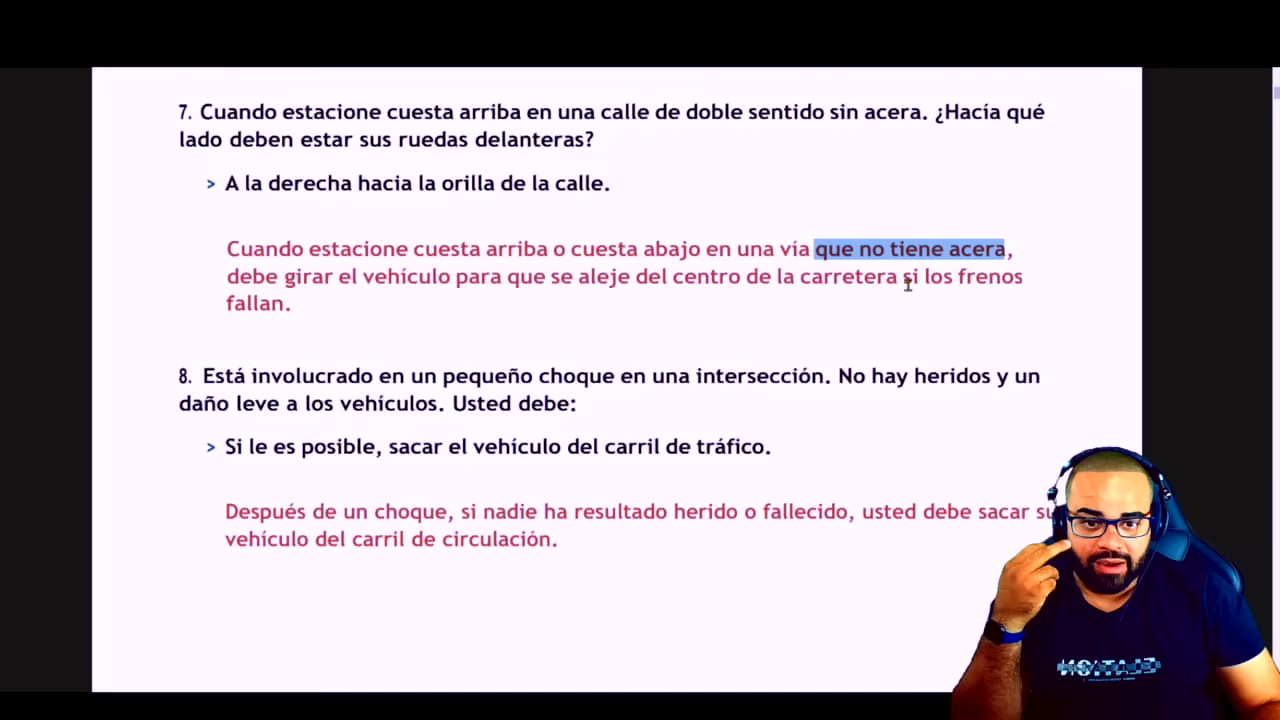 7. Cuando estacione cuesta arriba en una calle de doble sentido sin acera. ¿Hacía qué
lado deben estar sus ruedas delanteras?
> A la derecha hacia la orilla de la calle.
Cuando estacione cuesta arriba o cuesta abajo en una vía que no tiene acera,
debe girar el vehículo para que se aleje del centro de la carretera si los frenos
fallan.
8. Está involucrado en un pequeño choque en una intersección. No hay heridos y un
daño leve a los vehículos. Usted debe:
> Si le es posible, sacar el vehículo del carril de tráfico.
Después de un choque, si nadie ha resultado herido o fallecido, usted debe sacar su
vehículo del carril de circulación.